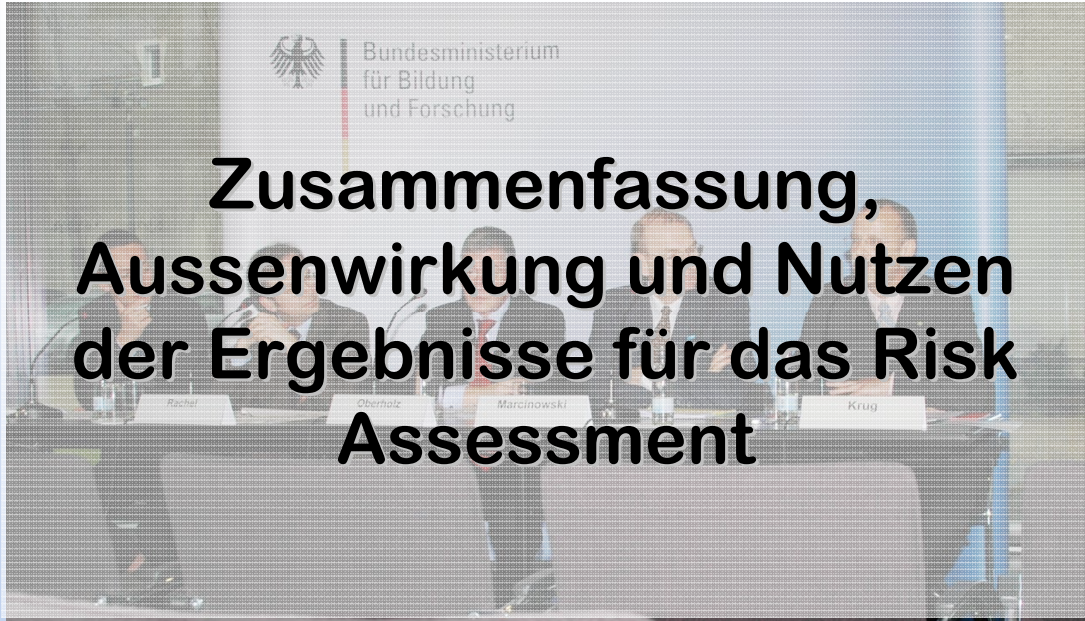 Bundesministerium
für Bildung
und Forschung
Zusammenfassung,
Aussenwirkung und Nutzen
der Ergebnisse für das Risk
Assessment
Rachel
Oberholz
Marcinowski
Krug